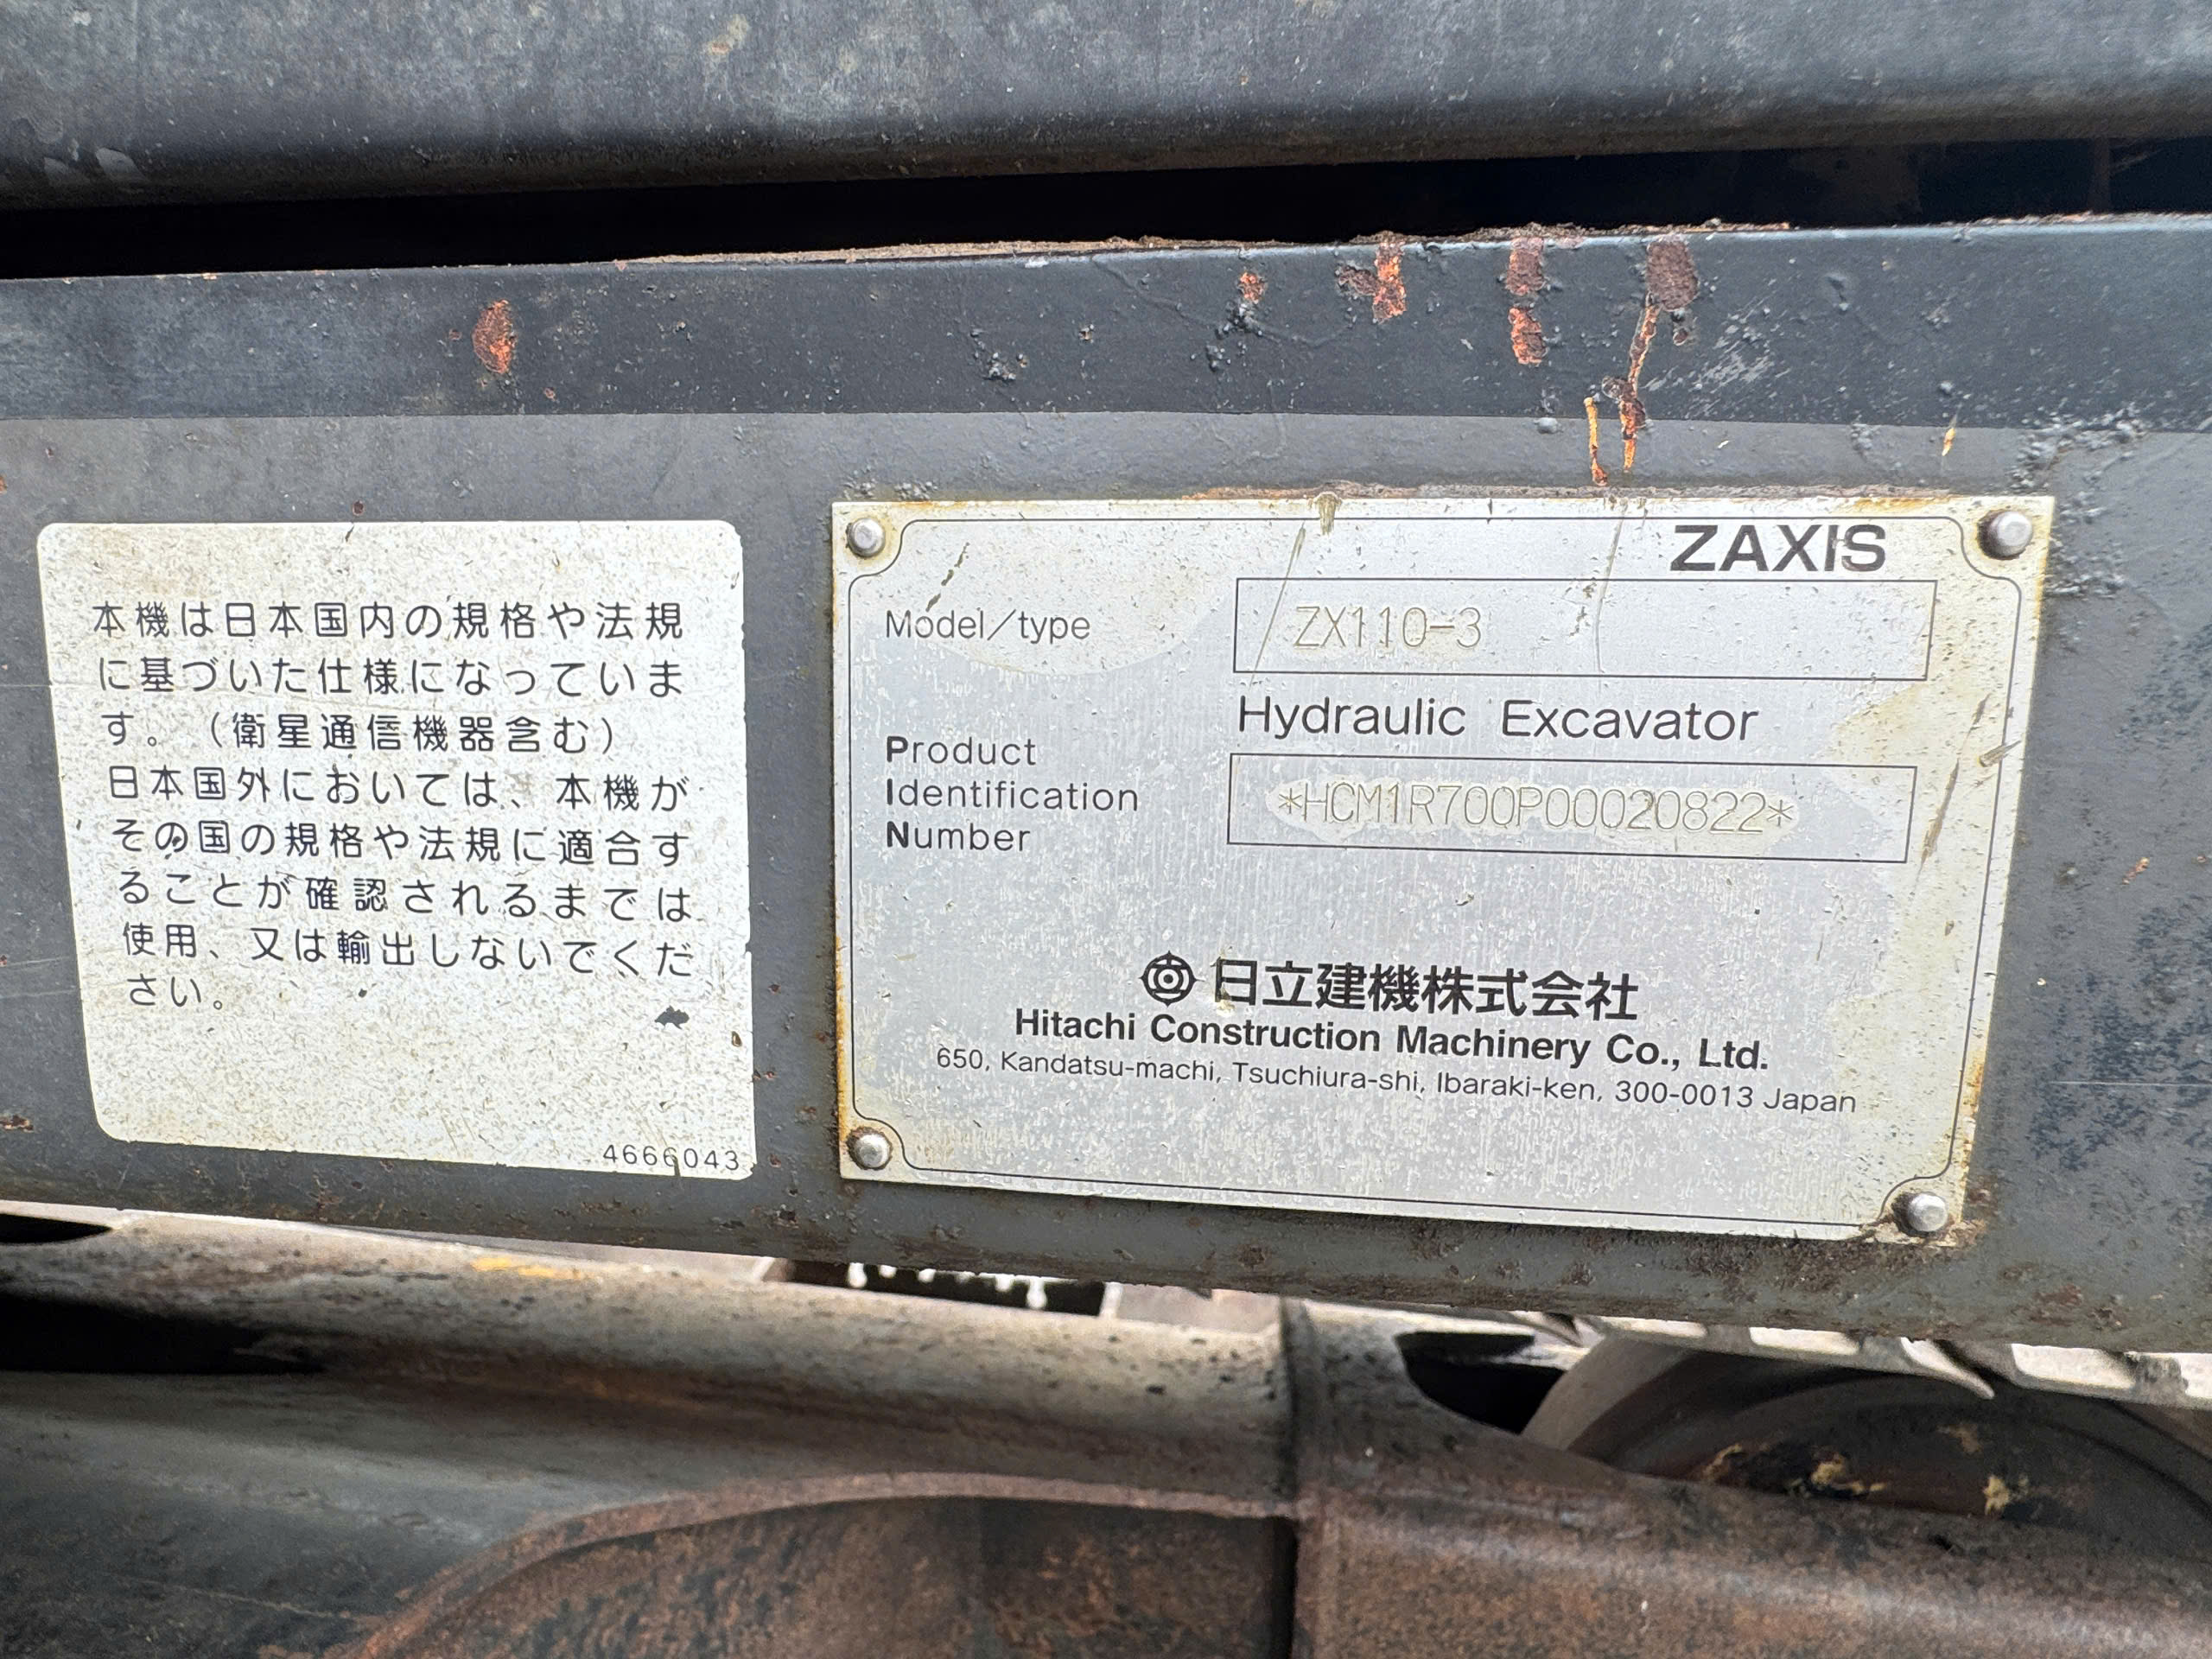 本機は日本国内の規格や法規
に基づいた仕様になっていま
す。（衛星通信機器含む）
日本国外においては、本機が
その国の規格や法規に適合す
ることが確認されるまでは
使用、又は輸出しないでくだ
さい。
4666043
ZAXIS
Model/type ZX110-3
Hydraulic Excavator
Product
Identification
Number
*HCM1R700P00020822*
日立建機株式会社
Hitachi Construction Machinery Co., Ltd.
650, Kandatsu-machi, Tsuchiura-shi, Ibaraki-ken, 300-0013 Japan